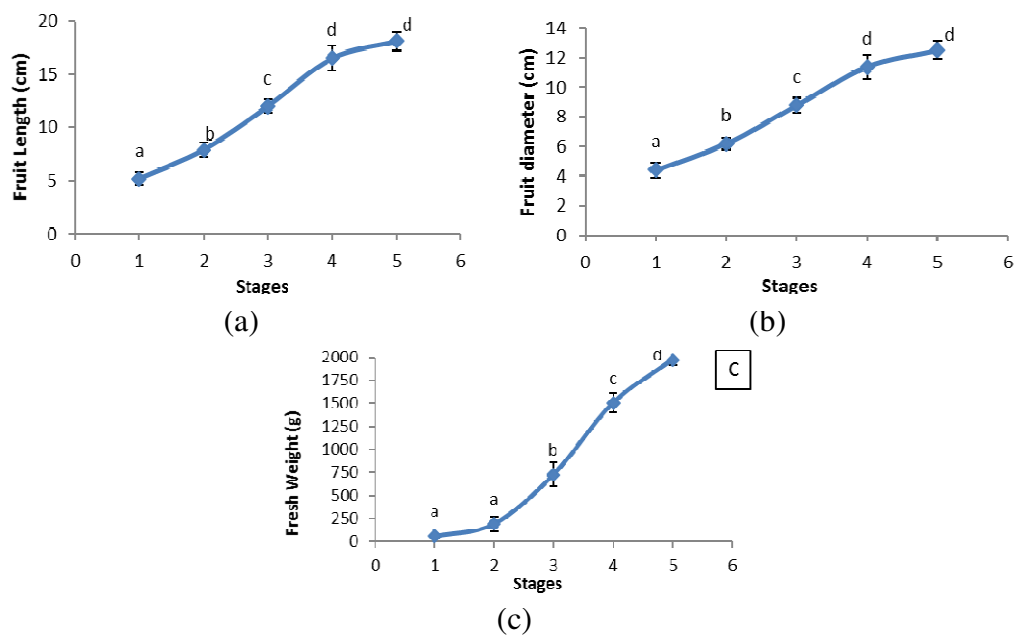 20
15
10
5
0
Fruit Length (cm)
a
b
c
d
d
0 1 2 3 4 5 6
Stages
(a)
14
12
10
8
6
4
2
0
Fruit diameter (cm)
a
b
c
d
d
0 1 2 3 4 5 6
Stages
(b)
2000
1750
1500
1250
1000
750
500
250
0
Fresh Weight (g)
a
a
b
c
d
C
0 1 2 3 4 5 6
Stages
(c)